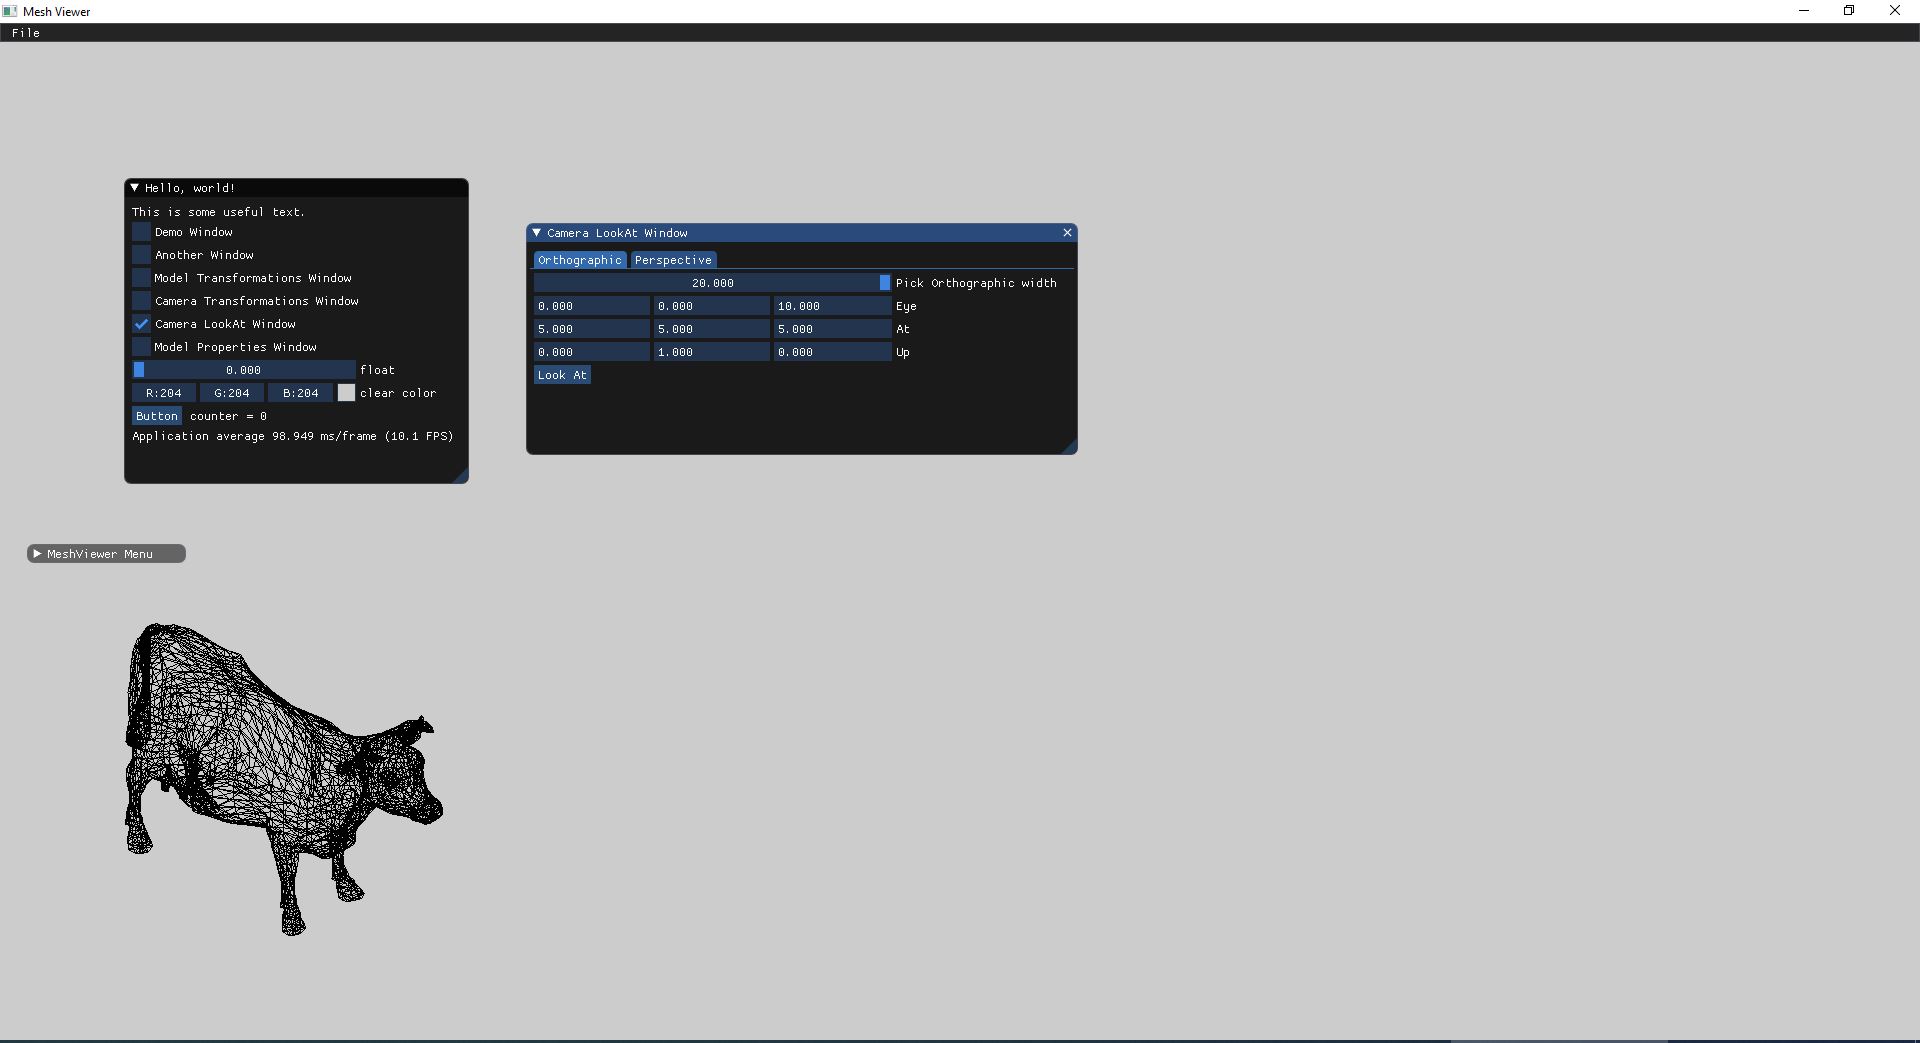 Mesh Viewer
File
Hello, world!
This is some useful text.
Demo Window
Another Window
Model Transformations Window
Camera Transformations Window
Camera LookAt Window
Model Properties Window
0.000 float
R:204 G:204 B:204 clear color
Button counter = 0
Application average 98.949 ms/frame (10.1 FPS)
Camera LookAt Window
Orthographic Perspective
20.000 Pick Orthographic width
0.000 0.000 10.000 Eye
5.000 5.000 5.000 At
0.000 1.000 0.000 Up
Look At
MeshViewer Menu